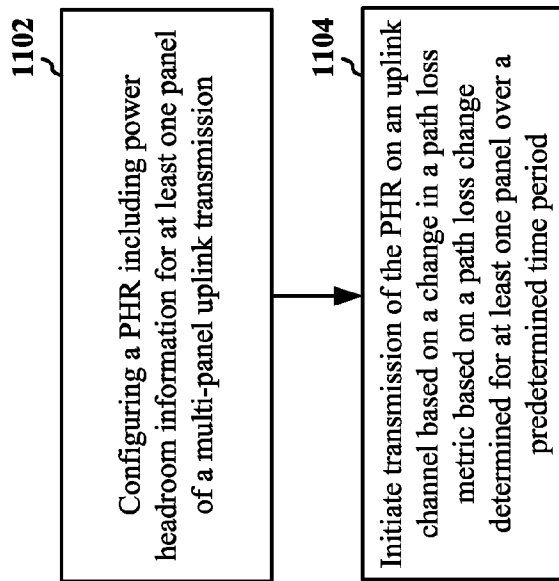 1102
Configuring a PHR including power
headroom information for at least one panel
of a multi-panel uplink transmission
1104
Initiate transmission of the PHR on an uplink
channel based on a change in a path loss
metric based on a path loss change
determined for at least one panel over a
predetermined time period